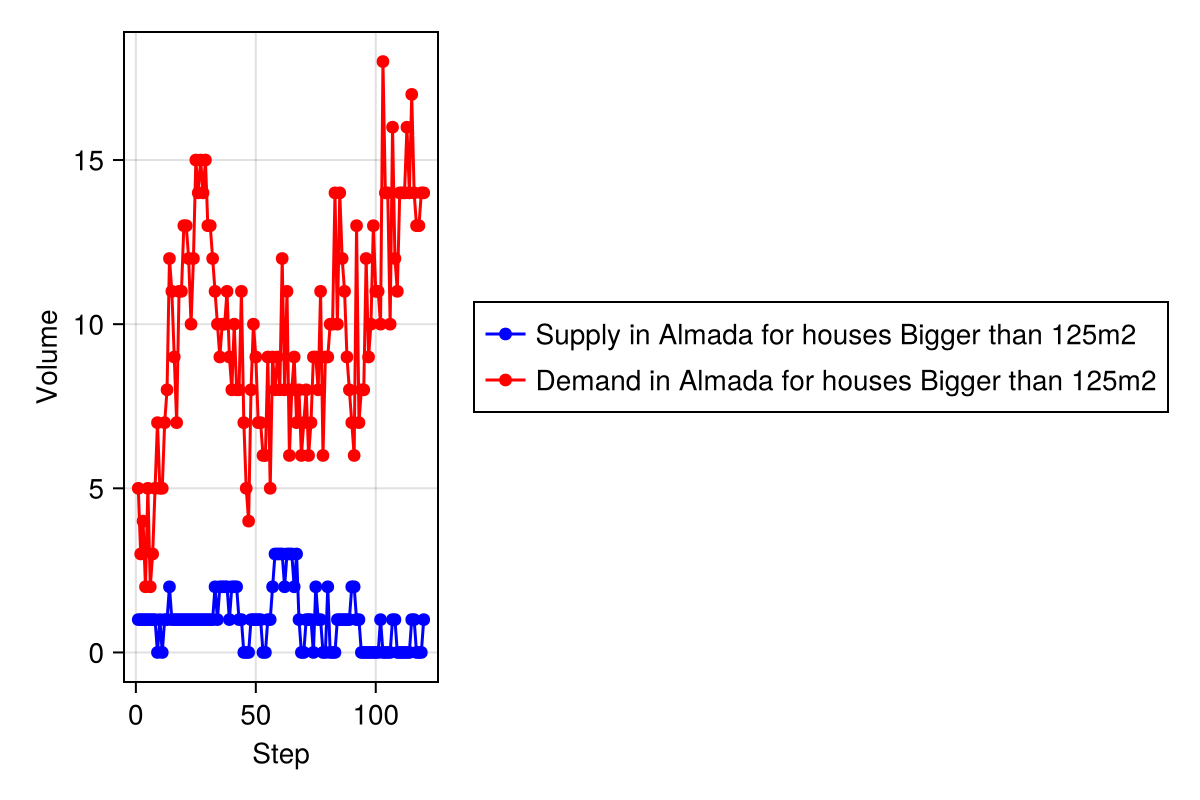 Volume
15
10
5
0
0 50 100
Step
Supply in Almada for houses Bigger than 125m2
Demand in Almada for houses Bigger than 125m2